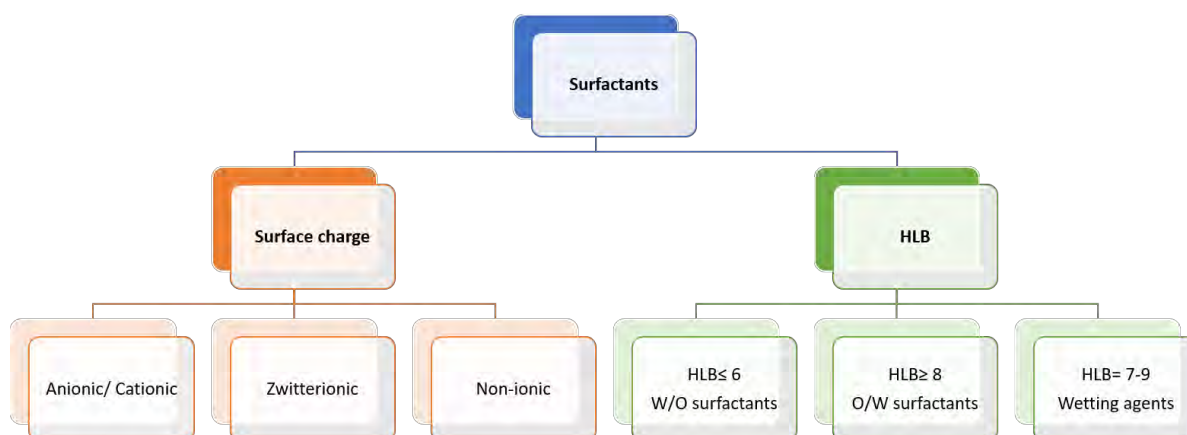 Surfactants
Surface charge
HLB
Anionic/ Cationic
Zwitterionic
Non-ionic
HLB≤ 6
W/O surfactants
HLB≥ 8
O/W surfactants
HLB= 7-9
Wetting agents